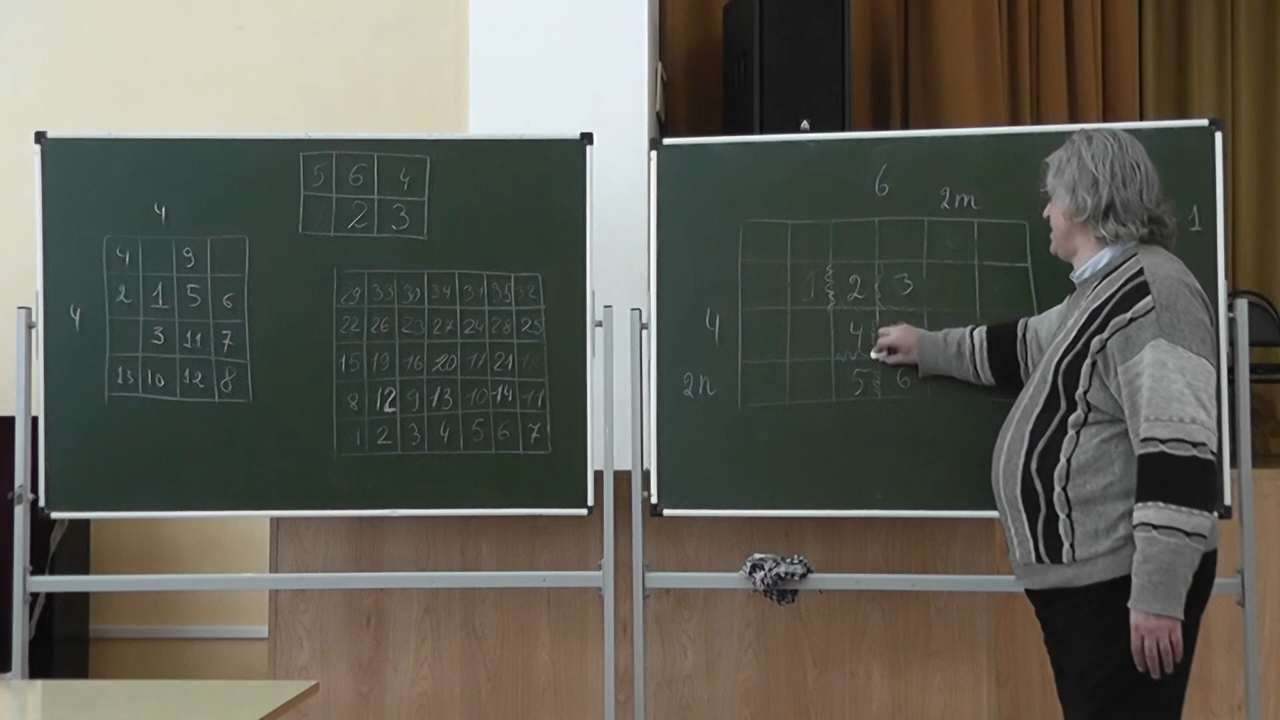 5 6 4
2 3
4
4 9
2 1 5 6
4
3 11 7
13 10 12 8
29 33 30 34 31 35 32
22 26 23 27 24 28 25
15 19 16 20 17 21 18
8 12 9 13 10 14 11
1 2 3 4 5 6 7
6
2m
1
1 2 3
4
4
2n
5 6